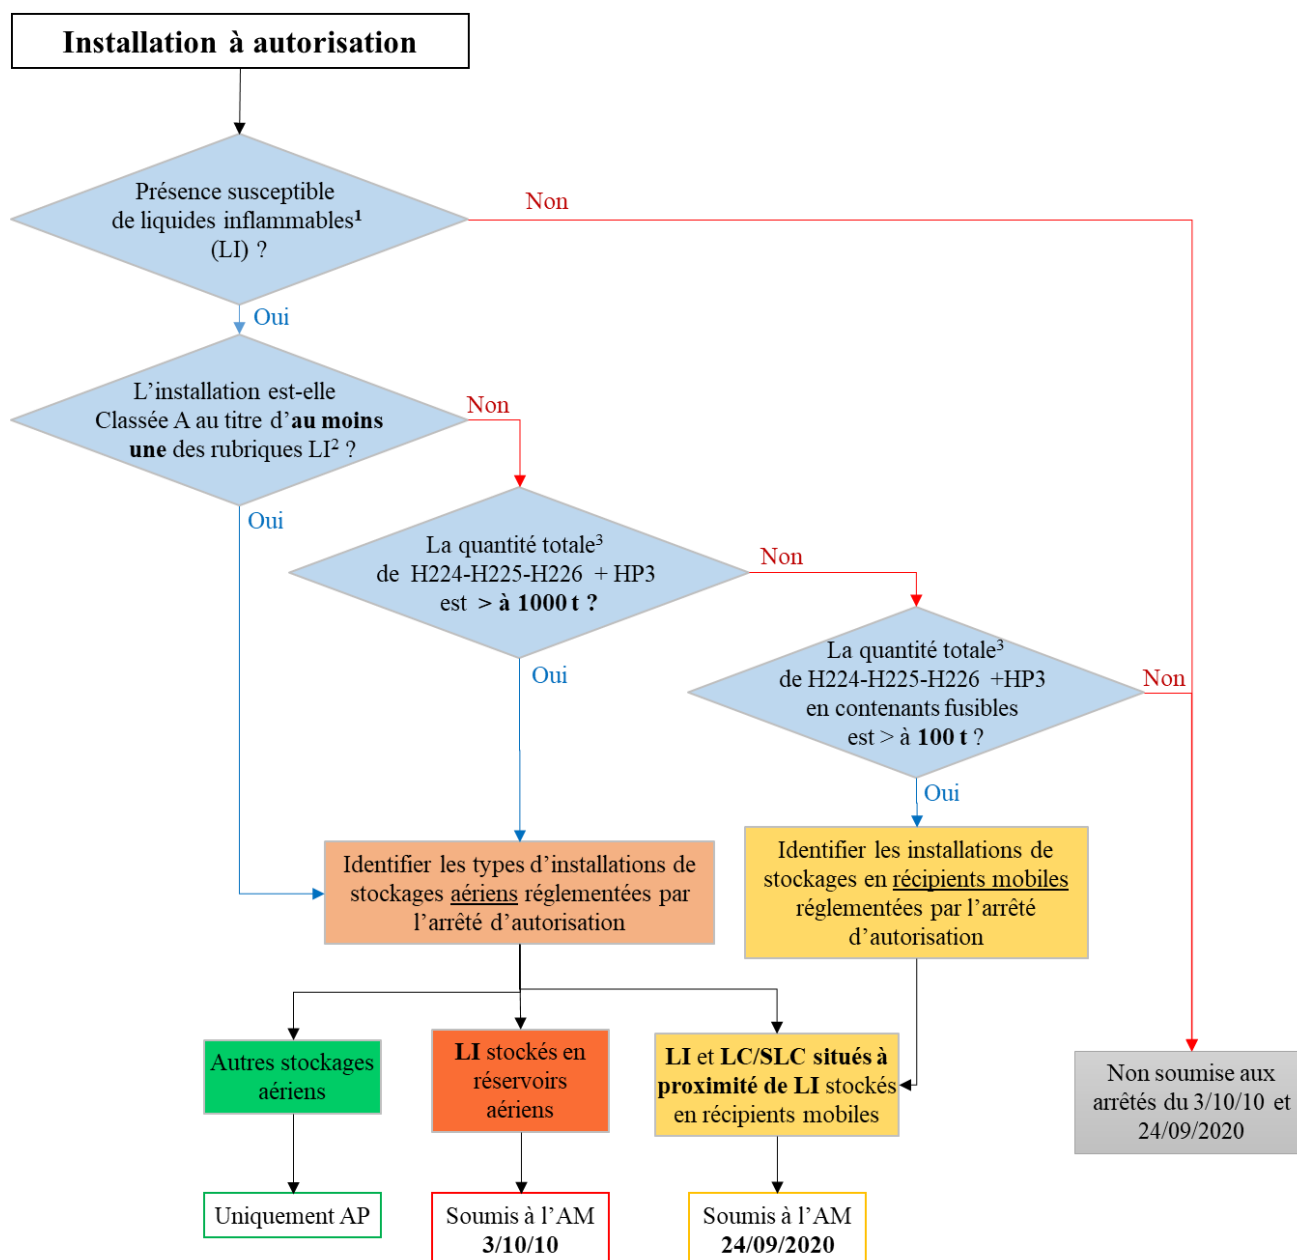 Installation à autorisation
Présence susceptible
de liquides inflammables¹
(LI) ?
Non
Oui
L’installation est-elle
Classée A au titre d’au moins
une des rubriques LI² ?
Non
Oui
La quantité totale³
de H224-H225-H226 + HP3
est > à 1000 t ?
Non
Oui
La quantité totale³
de H224-H225-H226 +HP3
en contenants fusibles
est > à 100 t ?
Non
Oui
Identifier les types d’installations de
stockages aériens réglementées par
l’arrêté d’autorisation
Identifier les installations de
stockages en récipients mobiles
réglementées par l’arrêté
d’autorisation
Autres stockages
aériens
LI stockés en
réservoirs
aériens
LI et LC/SLC situés à
proximité de LI stockés
en récipients mobiles
Non soumise aux
arrêtés du 3/10/10 et
24/09/2020
Uniquement AP
Soumis à l’AM
3/10/10
Soumis à l’AM
24/09/2020